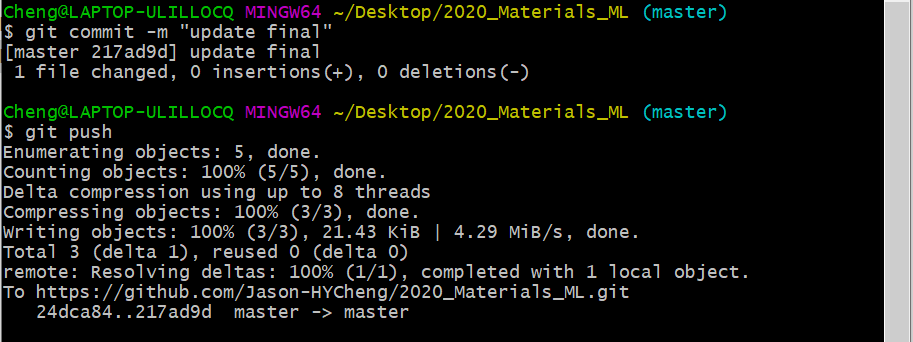 Cheng@LAPTOP-ULILLOCQ MINGW64 ~/Desktop/2020_Materials_ML (master)
$ git commit -m "update final"
[master 217ad9d] update final
 1 file changed, 0 insertions(+), 0 deletions(-)
Cheng@LAPTOP-ULILLOCQ MINGW64 ~/Desktop/2020_Materials_ML (master)
$ git push
Enumerating objects: 5, done.
Counting objects: 100% (5/5), done.
Delta compression using up to 8 threads
Compressing objects: 100% (3/3), done.
Writing objects: 100% (3/3), 21.43 KiB | 4.29 MiB/s, done.
Total 3 (delta 1), reused 0 (delta 0)
remote: Resolving deltas: 100% (1/1), completed with 1 local object.
To https://github.com/Jason-HYCheng/2020_Materials_ML.git
   24dca84..217ad9d  master -> master